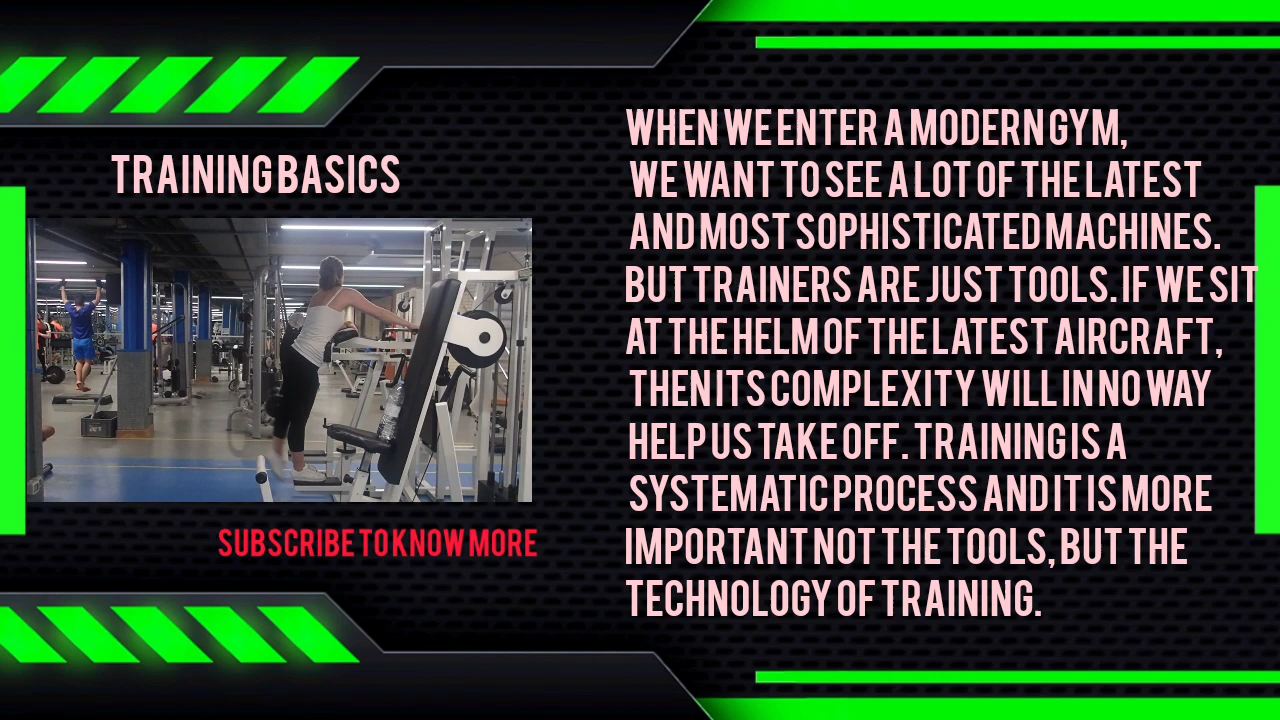 TRAINING BASICS
SUBSCRIBE TO KNOW MORE
WHEN WE ENTER A MODERN GYM,
WE WANT TO SEE A LOT OF THE LATEST
AND MOST SOPHISTICATED MACHINES.
BUT TRAINERS ARE JUST TOOLS. IF WE SIT
AT THE HELM OF THE LATEST AIRCRAFT,
THEN ITS COMPLEXITY WILL IN NO WAY
HELP US TAKE OFF. TRAINING IS A
SYSTEMATIC PROCESS AND IT IS MORE
IMPORTANT NOT THE TOOLS, BUT THE
TECHNOLOGY OF TRAINING.